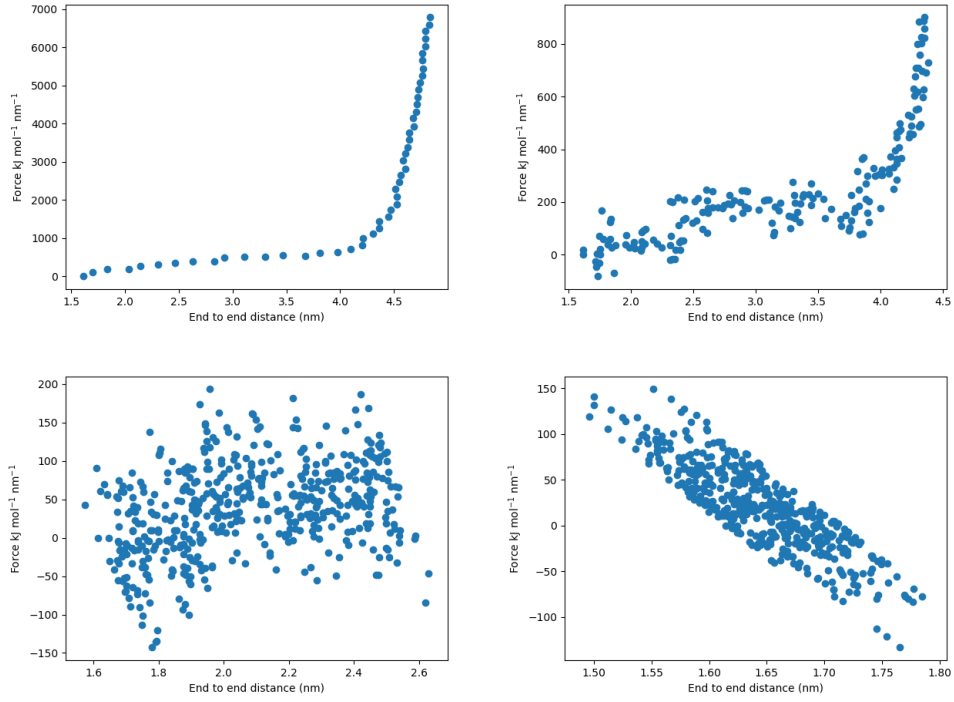 7000
6000
5000
4000
3000
2000
1000
0
Force kJ mol⁻¹ nm⁻¹
1.5 2.0 2.5 3.0 3.5 4.0 4.5
End to end distance (nm)
800
600
400
200
0
Force kJ mol⁻¹ nm⁻¹
1.5 2.0 2.5 3.0 3.5 4.0 4.5
End to end distance (nm)
200
150
100
50
0
−50
−100
−150
Force kJ mol⁻¹ nm⁻¹
1.6 1.8 2.0 2.2 2.4 2.6
End to end distance (nm)
150
100
50
0
−50
−100
Force kJ mol⁻¹ nm⁻¹
1.50 1.55 1.60 1.65 1.70 1.75 1.80
End to end distance (nm)